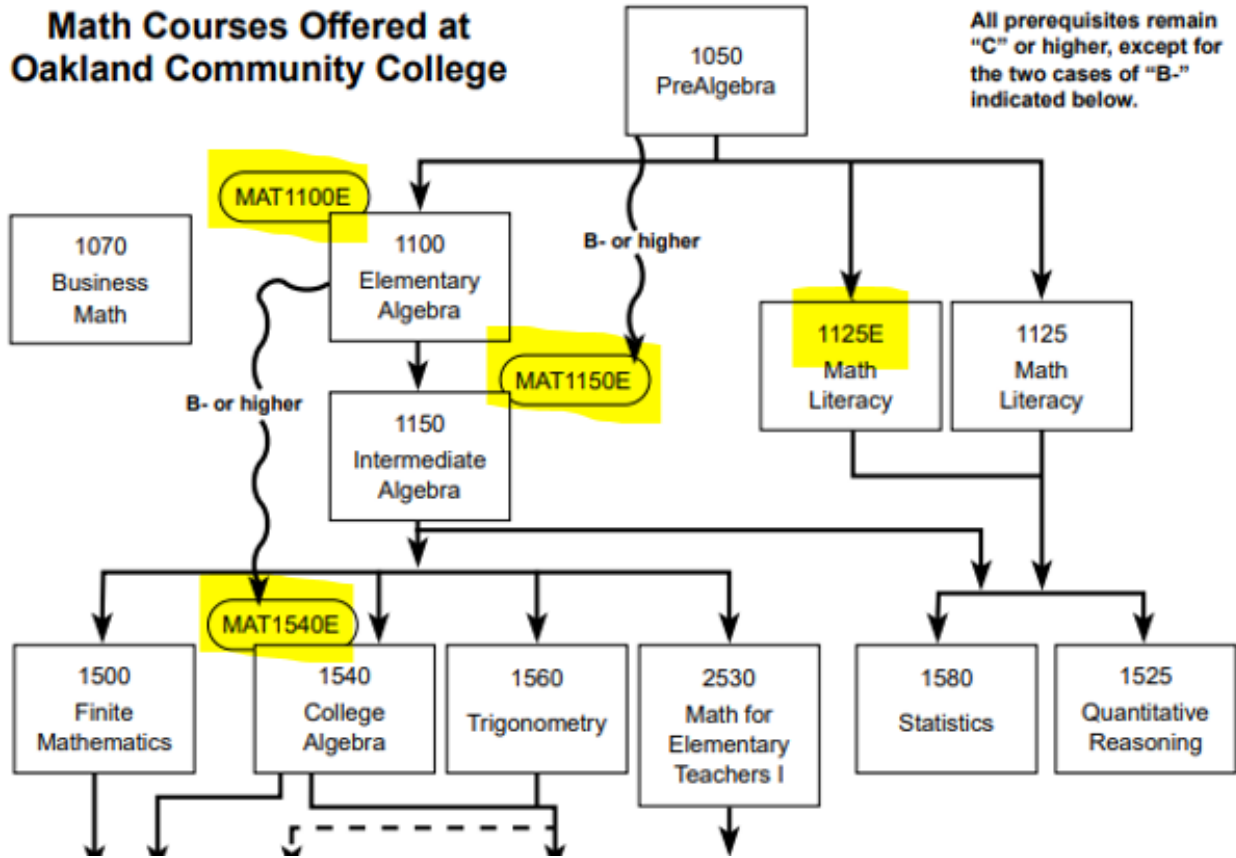 Math Courses Offered at
Oakland Community College
All prerequisites remain
“C” or higher, except for
the two cases of “B-”
indicated below.
1050
PreAlgebra
MAT1100E
1070
Business
Math
1100
Elementary
Algebra
B- or higher
1125E
Math
Literacy
1125
Math
Literacy
MAT1150E
B- or higher
1150
Intermediate
Algebra
MAT1540E
1500
Finite
Mathematics
1540
College
Algebra
1560
Trigonometry
2530
Math for
Elementary
Teachers I
1580
Statistics
1525
Quantitative
Reasoning